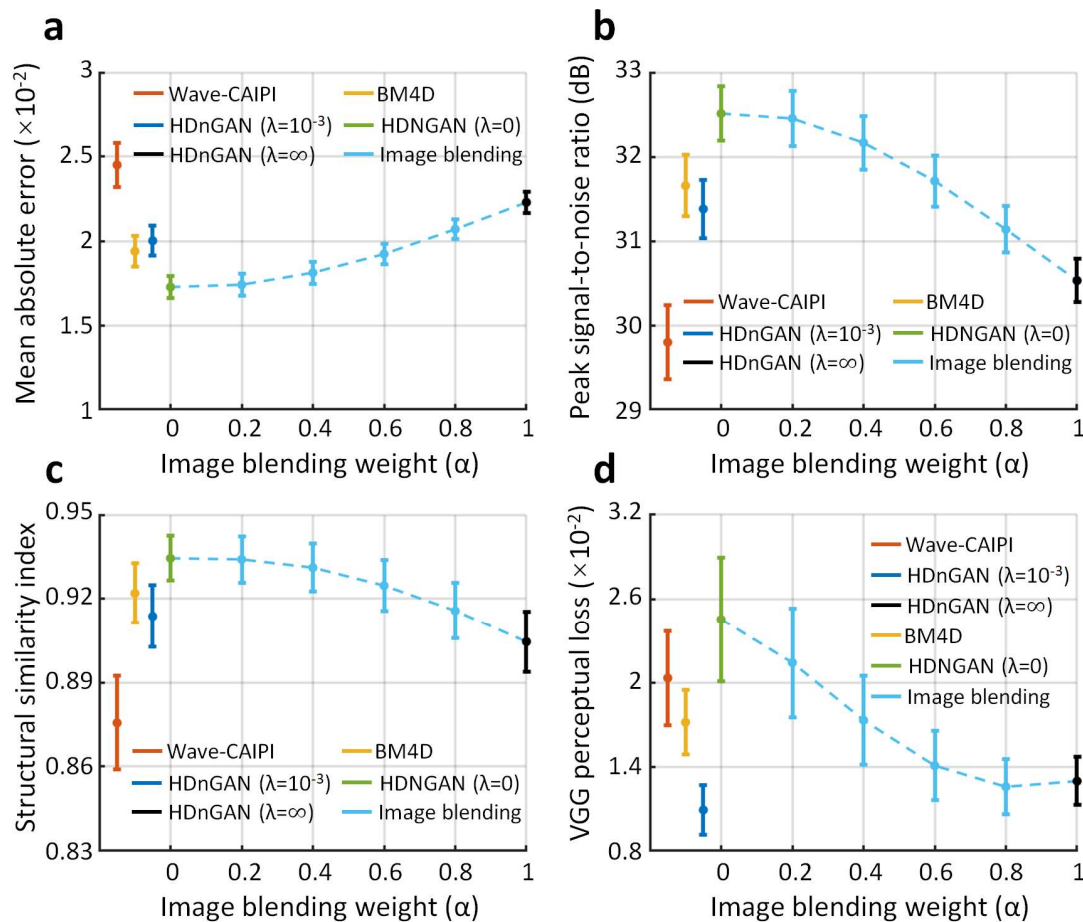 a
Mean absolute error (×10⁻²)
3
2.5
2
1.5
1
Wave-CAIPI
BM4D
HDnGAN (λ=10⁻³)
HDNGAN (λ=0)
HDnGAN (λ=∞)
Image blending
0 0.2 0.4 0.6 0.8 1
Image blending weight (α)
b
Peak signal-to-noise ratio (dB)
33
32
31
30
29
Wave-CAIPI
BM4D
HDnGAN (λ=10⁻³)
HDNGAN (λ=0)
HDnGAN (λ=∞)
Image blending
0 0.2 0.4 0.6 0.8 1
Image blending weight (α)
c
Structural similarity index
0.95
0.92
0.89
0.86
0.83
Wave-CAIPI
BM4D
HDnGAN (λ=10⁻³)
HDNGAN (λ=0)
HDnGAN (λ=∞)
Image blending
0 0.2 0.4 0.6 0.8 1
Image blending weight (α)
d
VGG perceptual loss (×10⁻²)
3.2
2.6
2
1.4
0.8
Wave-CAIPI
HDnGAN (λ=10⁻³)
HDnGAN (λ=∞)
BM4D
HDNGAN (λ=0)
Image blending
0 0.2 0.4 0.6 0.8 1
Image blending weight (α)